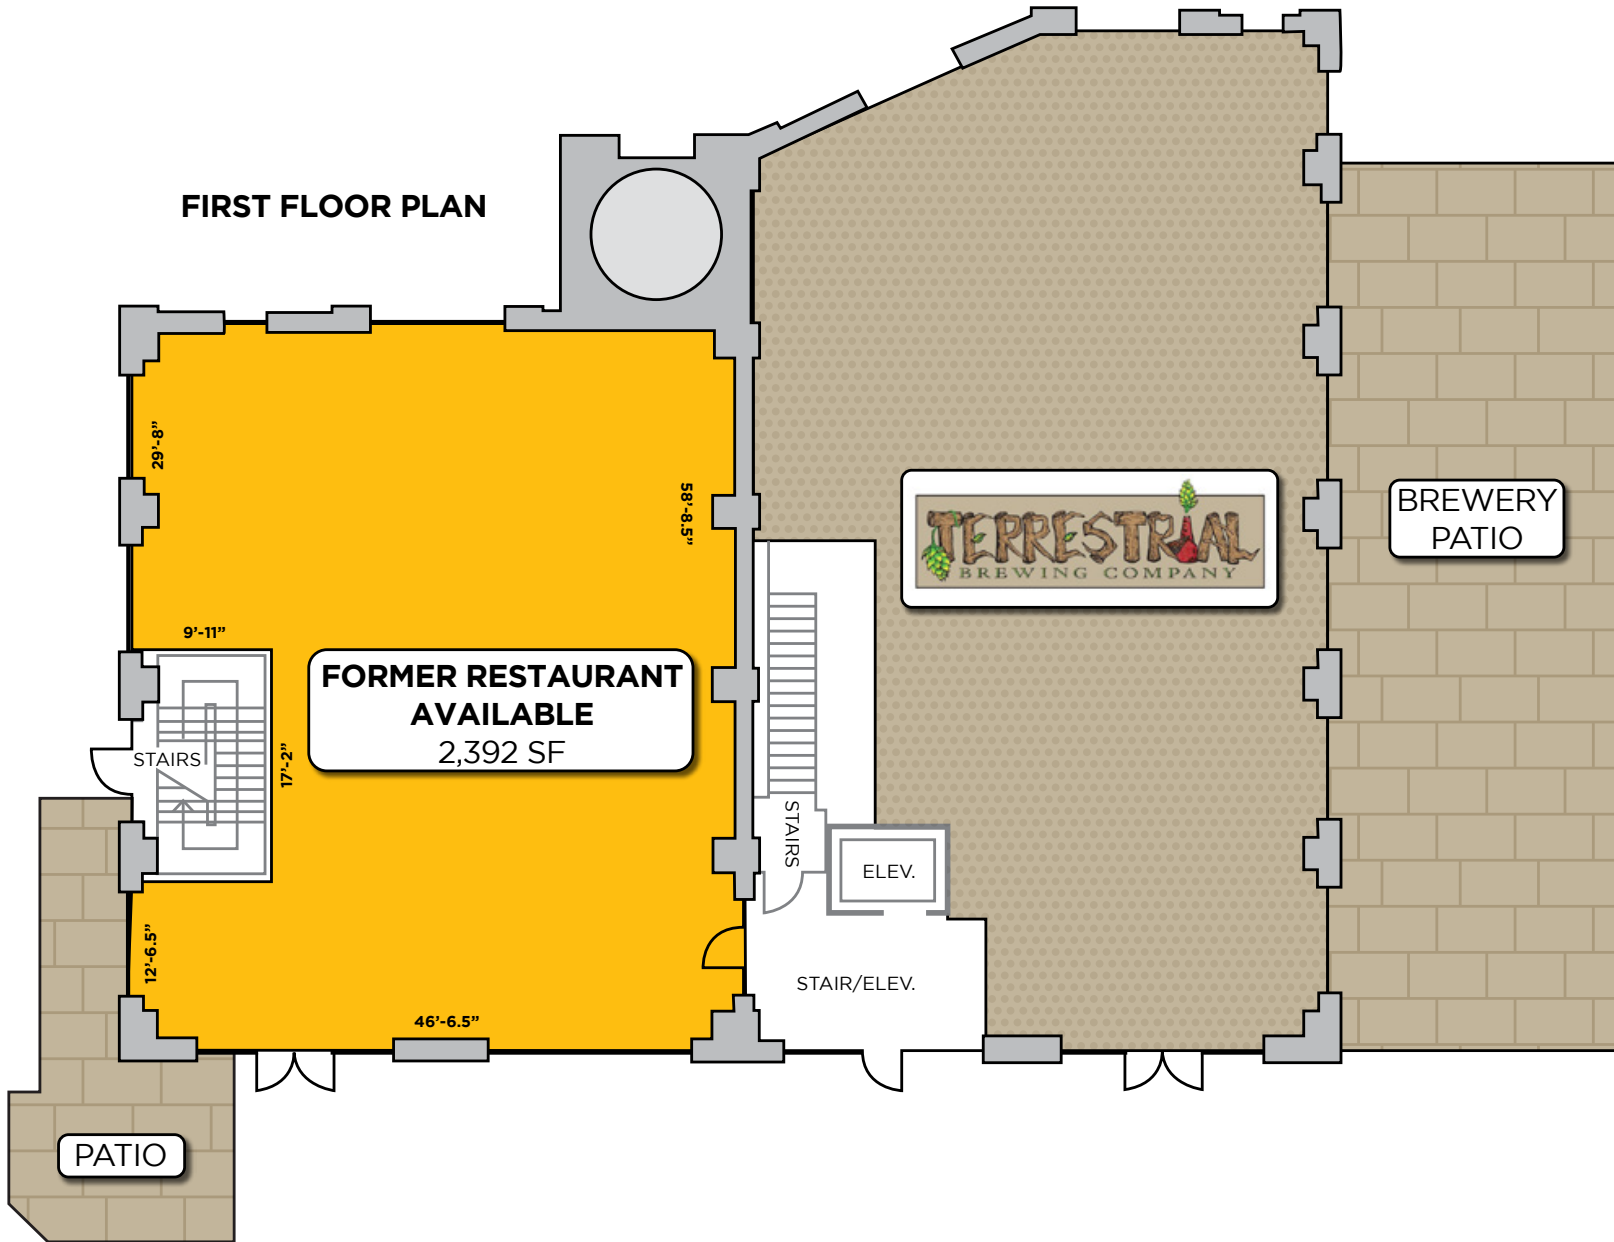 FIRST FLOOR PLAN
29'-8"
58'-8.5"
TERRESTRIAL
BREWING COMPANY
BREWERY
PATIO
9'-11"
FORMER RESTAURANT
AVAILABLE
2,392 SF
STAIRS
17'-2"
STAIRS
ELEV.
12'-6.5"
STAIR/ELEV.
46'-6.5"
PATIO